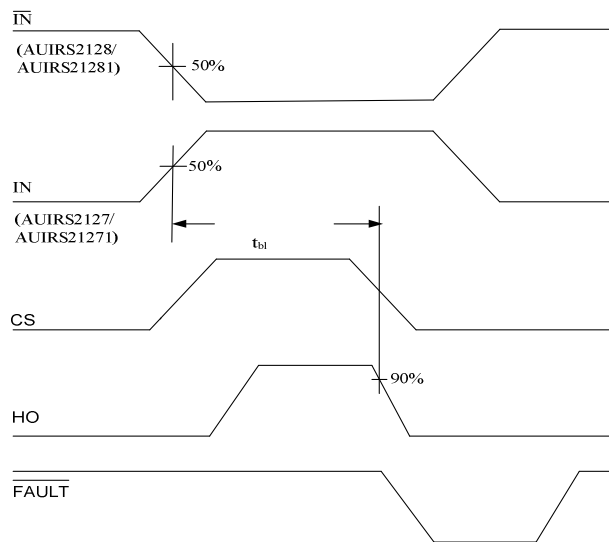 IN
(AUIRS2128/
AUIRS21281)
50%
50%
IN
(AUIRS2127/
AUIRS21271)
tbl
CS
90%
HO
FAULT